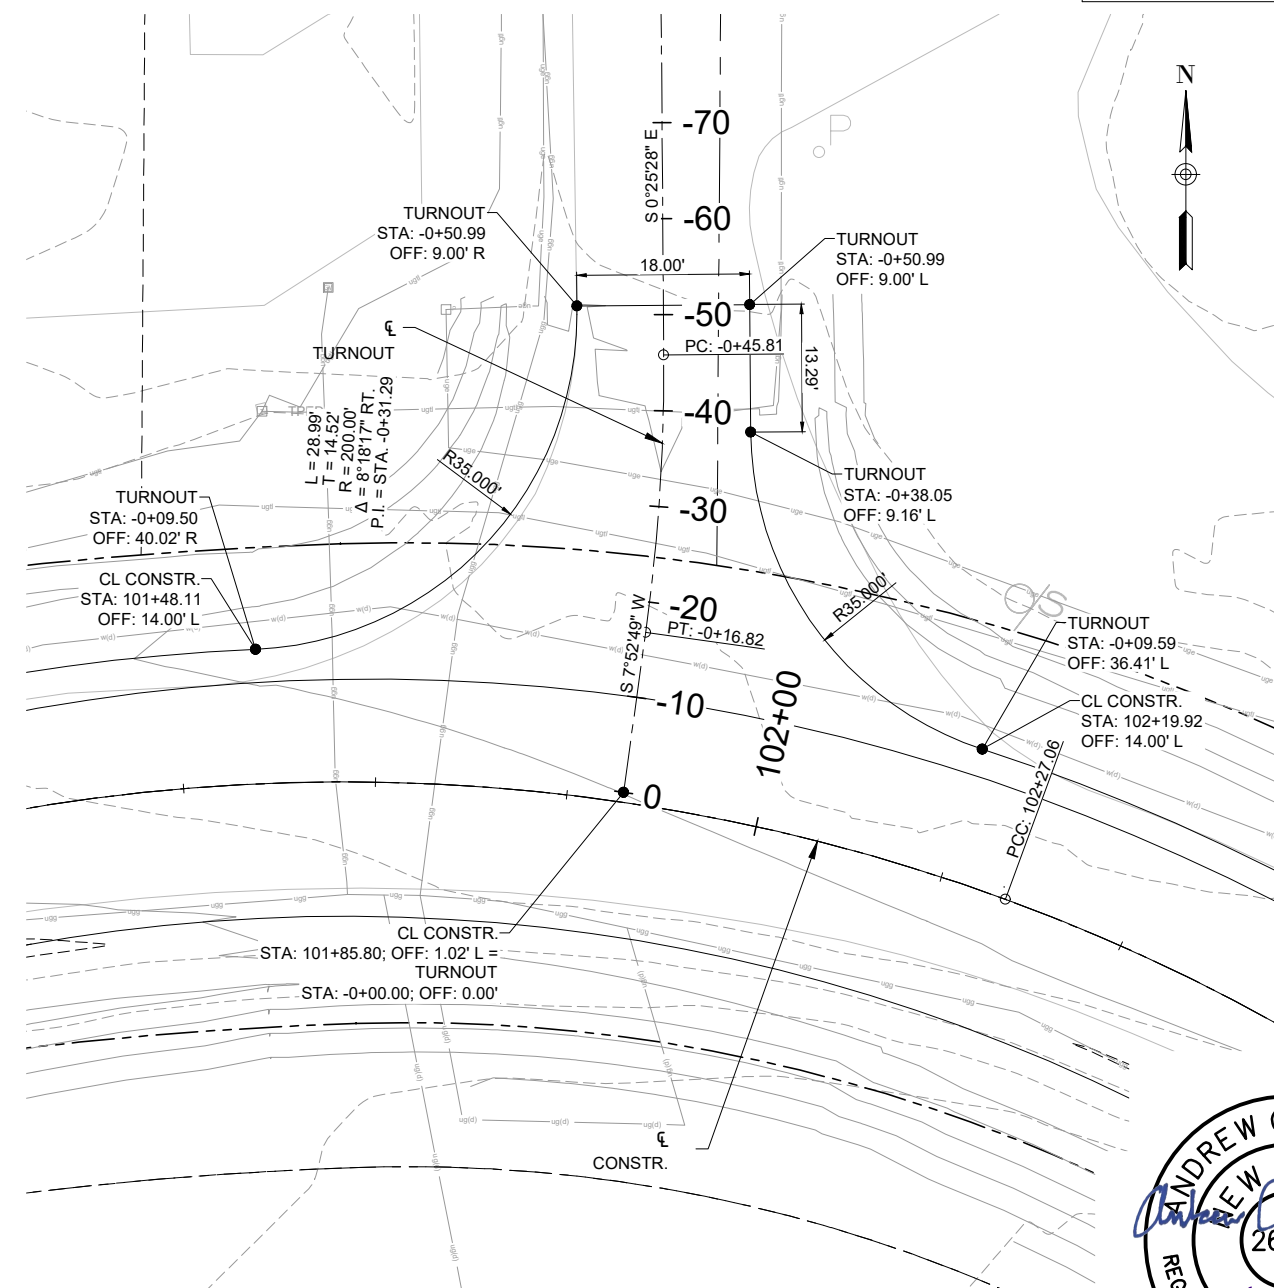 N
P
-70
S 0°25'28" E
-60
TURNOUT
STA: -0+50.99
OFF: 9.00' R
TURNOUT
STA: -0+50.99
OFF: 9.00' L
18.00'
-50
PC: -0+45.81
13.29'
℄
TURNOUT
-40
L = 28.99'
T = 14.52'
R = 200.00'
Δ = 8°18'17" RT.
P.I. = STA. -0+31.29
R35.000'
TURNOUT
STA: -0+38.05
OFF: 9.16' L
-30
TURNOUT
STA: -0+09.50
OFF: 40.02' R
CL CONSTR.
STA: 101+48.11
OFF: 14.00' L
R35.000'
C/S
-20
PT: -0+16.82
S 7°52'49" W
TURNOUT
STA: -0+09.59
OFF: 36.41' L
-10
102+00
CL CONSTR.
STA: 102+19.92
OFF: 14.00' L
PCC: 102+27.06
0
CL CONSTR.
STA: 101+85.80; OFF: 1.02' L =
TURNOUT
STA: -0+00.00; OFF: 0.00'
℄
CONSTR.
ANDREW
NEW
26
REG